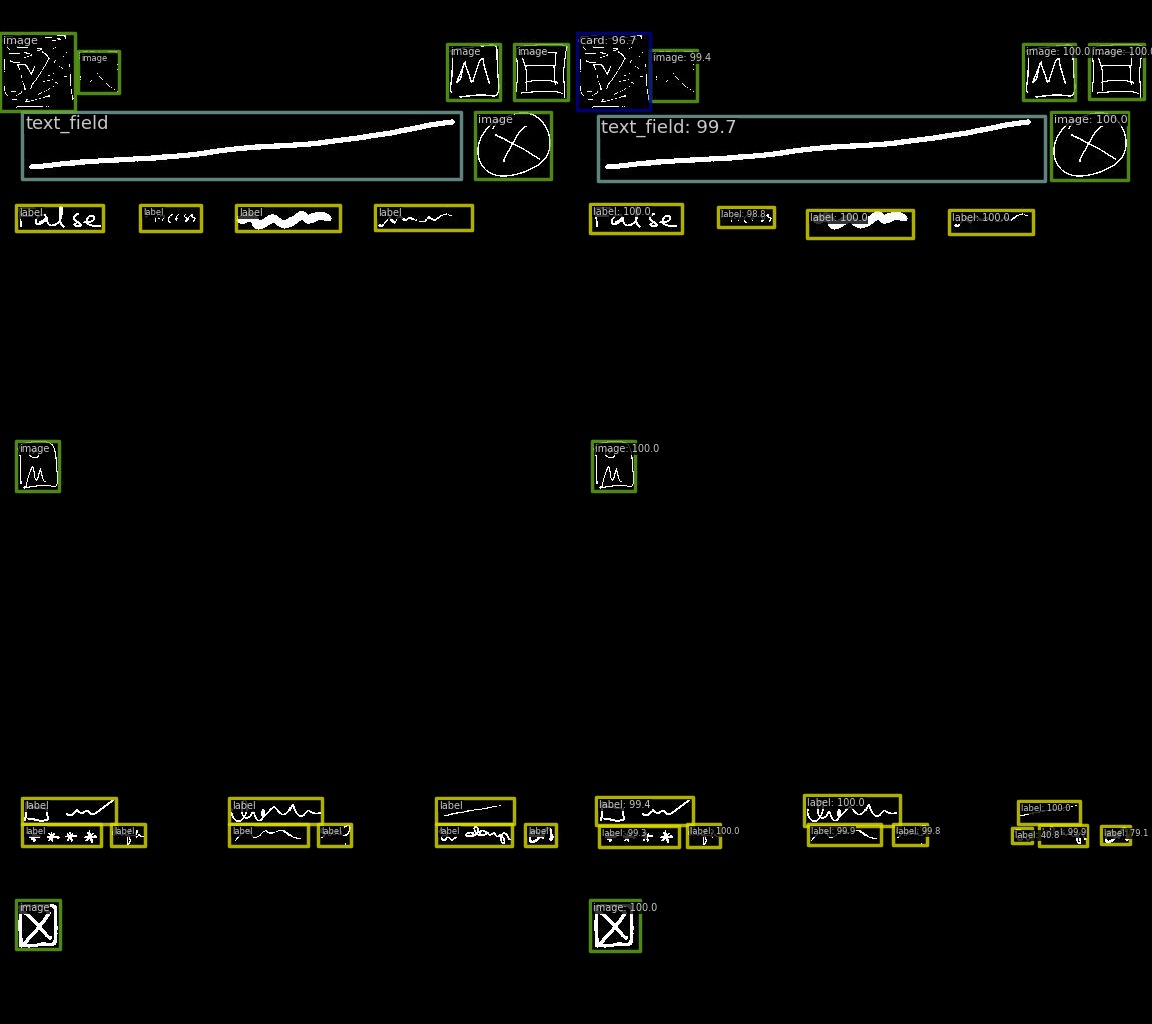 image card: 96.7
image image: 99.4
image image image: 100.0 image: 100.0
text_field image text_field: 99.7 image: 100.0
label label label label label: 100.0 label: 98.8 label: 100.0 label: 100.0
image image: 100.0
label label label label: 99.4 label: 100.0 label: 100.0
label label label label label label label: 99.3 label: 100.0 label: 99.9 label: 99.8 label: 40.8 label: 99.9 label: 79.1
image image: 100.0